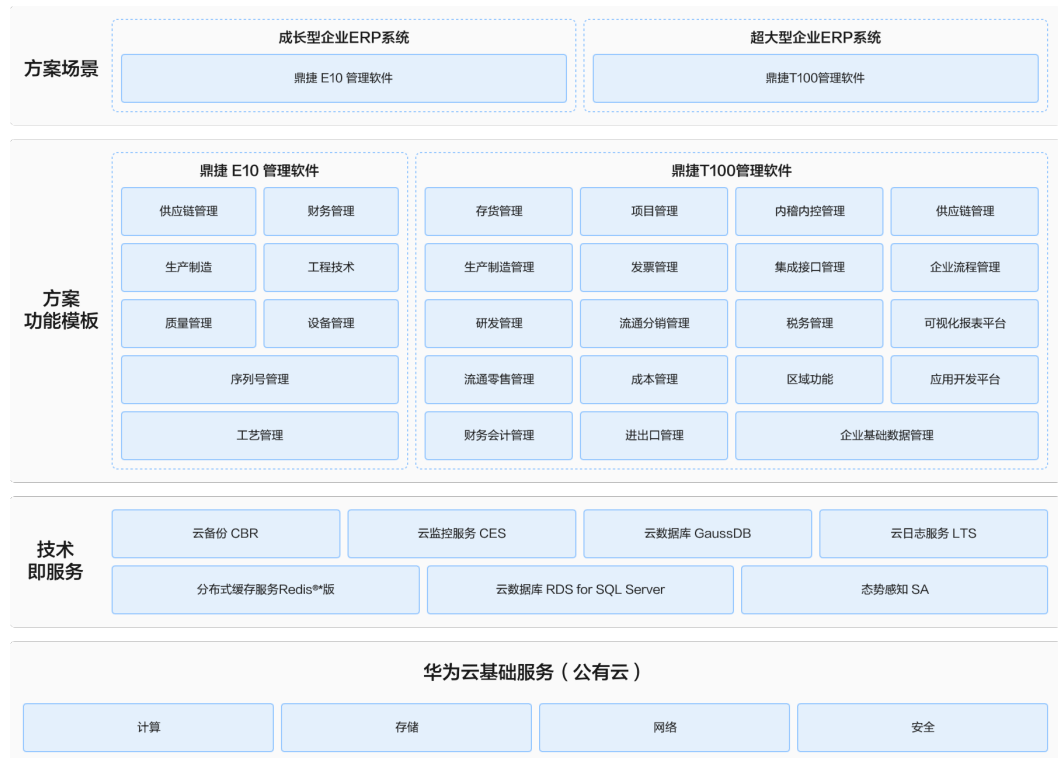 方案场景
成长型企业ERP系统
鼎捷 E10 管理软件
超大型企业ERP系统
鼎捷T100管理软件
方案
功能模板
鼎捷 E10 管理软件
供应链管理
财务管理
生产制造
工程技术
质量管理
设备管理
序列号管理
工艺管理
鼎捷T100管理软件
存货管理
项目管理
内稽内控管理
供应链管理
生产制造管理
发票管理
集成接口管理
企业流程管理
研发管理
流通分销管理
税务管理
可视化报表平台
流通零售管理
成本管理
区域功能
应用开发平台
财务会计管理
进出口管理
企业基础数据管理
技术
即服务
云备份 CBR
云监控服务 CES
云数据库 GaussDB
云日志服务 LTS
分布式缓存服务Redis®*版
云数据库 RDS for SQL Server
态势感知 SA
华为云基础服务（公有云）
计算
存储
网络
安全